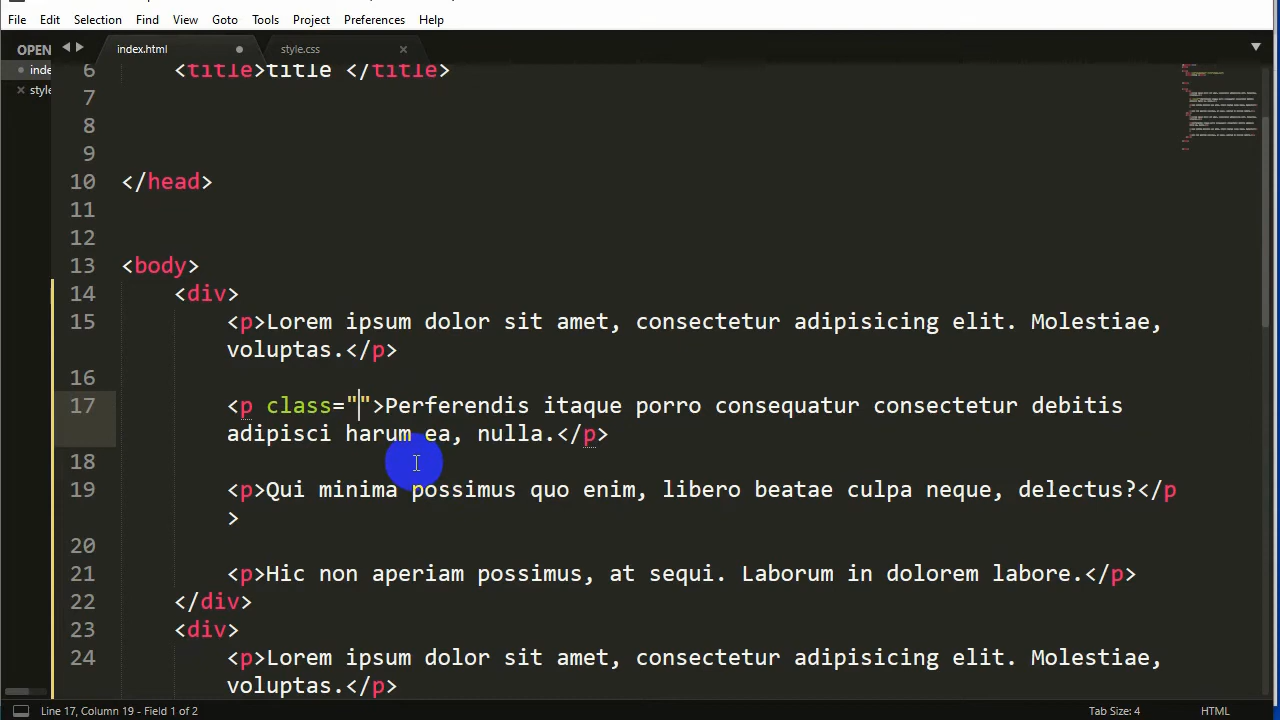 File Edit Selection Find View Goto Tools Project Preferences Help
OPEN index.html style.css
inde 6 <title>title </title>
style 7
8
9
10 </head>
11
12
13 <body>
14 <div>
15 <p>Lorem ipsum dolor sit amet, consectetur adipisicing elit. Molestiae,
voluptas.</p>
16
17 <p class="">Perferendis itaque porro consequatur consectetur debitis
adipisci harum ea, nulla.</p>
18
19 <p>Qui minima possimus quo enim, libero beatae culpa neque, delectus?</p
>
20
21 <p>Hic non aperiam possimus, at sequi. Laborum in dolorem labore.</p>
22 </div>
23 <div>
24 <p>Lorem ipsum dolor sit amet, consectetur adipisicing elit. Molestiae,
voluptas.</p>
Line 17, Column 19 - Field 1 of 2 Tab Size: 4 HTML